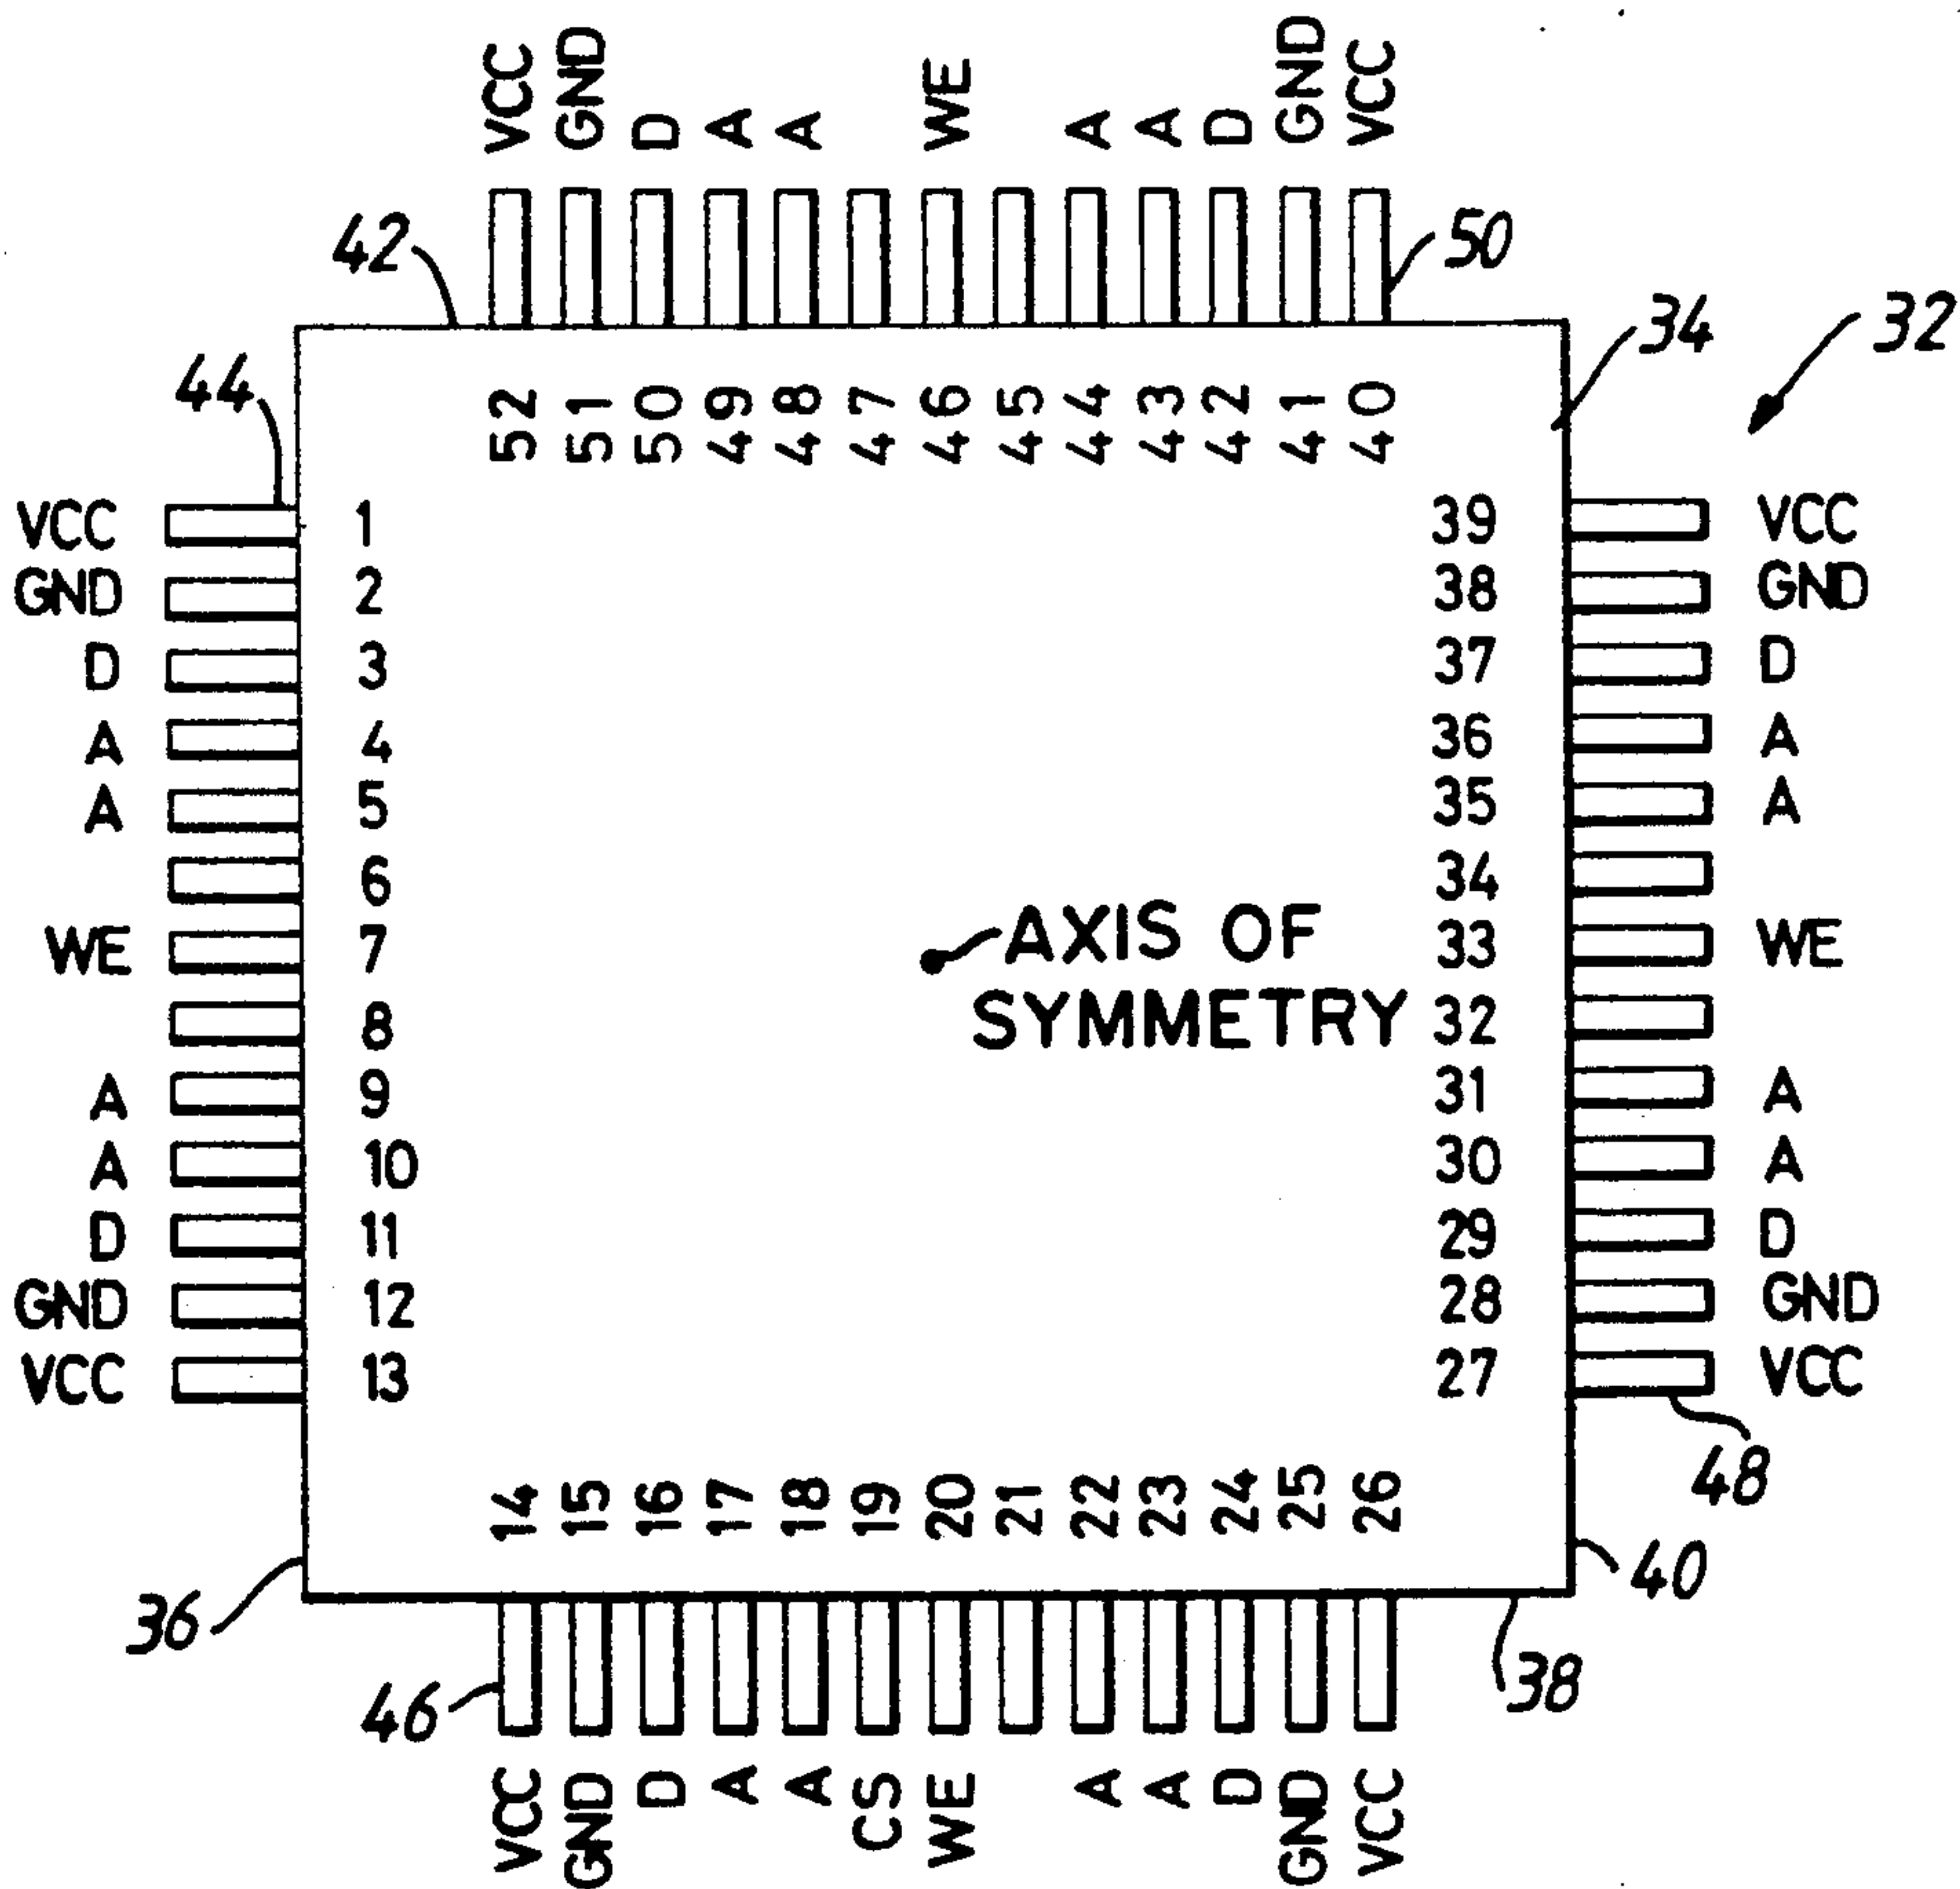 VCC GND D A A WE A A D GND VCC
42
50
34
32
44
52 51 50 49 48 47 46 45 44 43 42 41 40
VCC 1 39 VCC
GND 2 38 GND
D 3 37 D
A 4 36 A
A 5 35 A
6 34
WE 7 33 WE
AXIS OF
SYMMETRY
8 32
A 9 31 A
A 10 30 A
D 11 29 D
GND 12 28 GND
VCC 13 27 VCC
48
14 15 16 17 18 19 20 21 22 23 24 25 26
36
40
46
38
VCC GND D A A CS WE A A D GND VCC